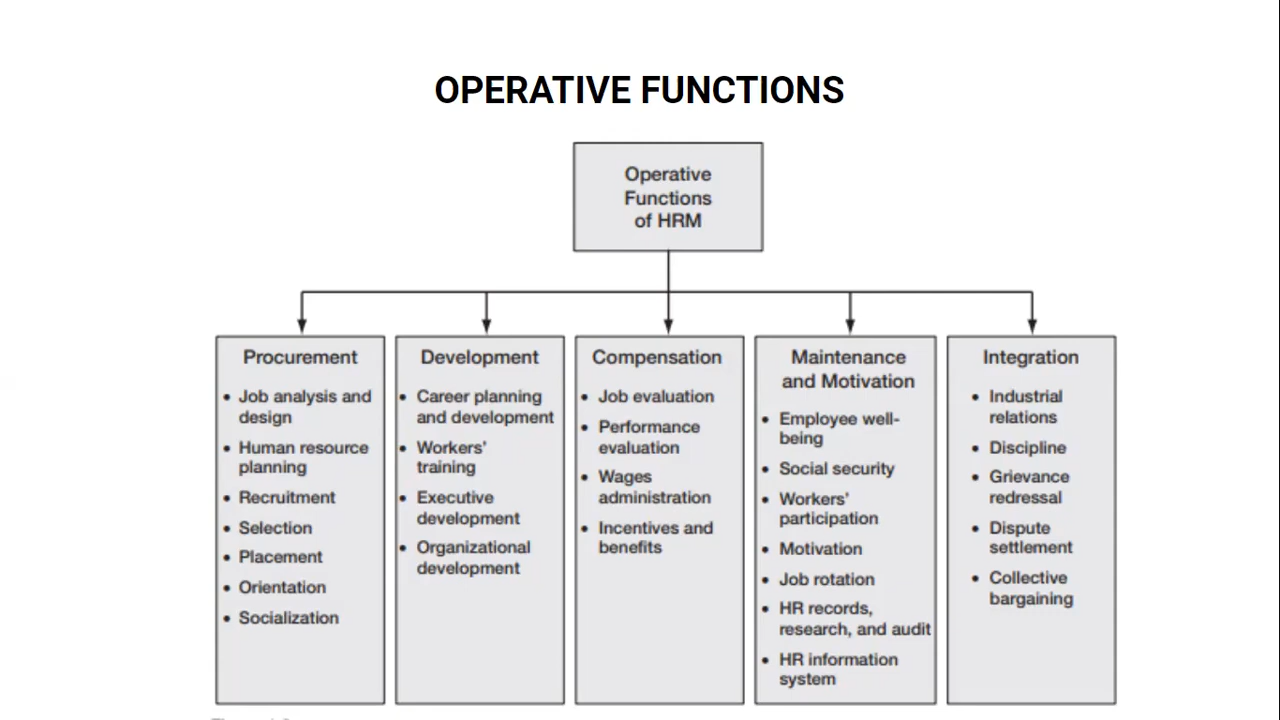 OPERATIVE FUNCTIONS
Operative
Functions
of HRM
Procurement
• Job analysis and
design
• Human resource
planning
• Recruitment
• Selection
• Placement
• Orientation
• Socialization
Development
• Career planning
and development
• Workers'
training
• Executive
development
• Organizational
development
Compensation
• Job evaluation
• Performance
evaluation
• Wages
administration
• Incentives and
benefits
Maintenance
and Motivation
• Employee well-
being
• Social security
• Workers'
participation
• Motivation
• Job rotation
• HR records,
research, and audit
• HR information
system
Integration
• Industrial
relations
• Discipline
• Grievance
redressal
• Dispute
settlement
• Collective
bargaining